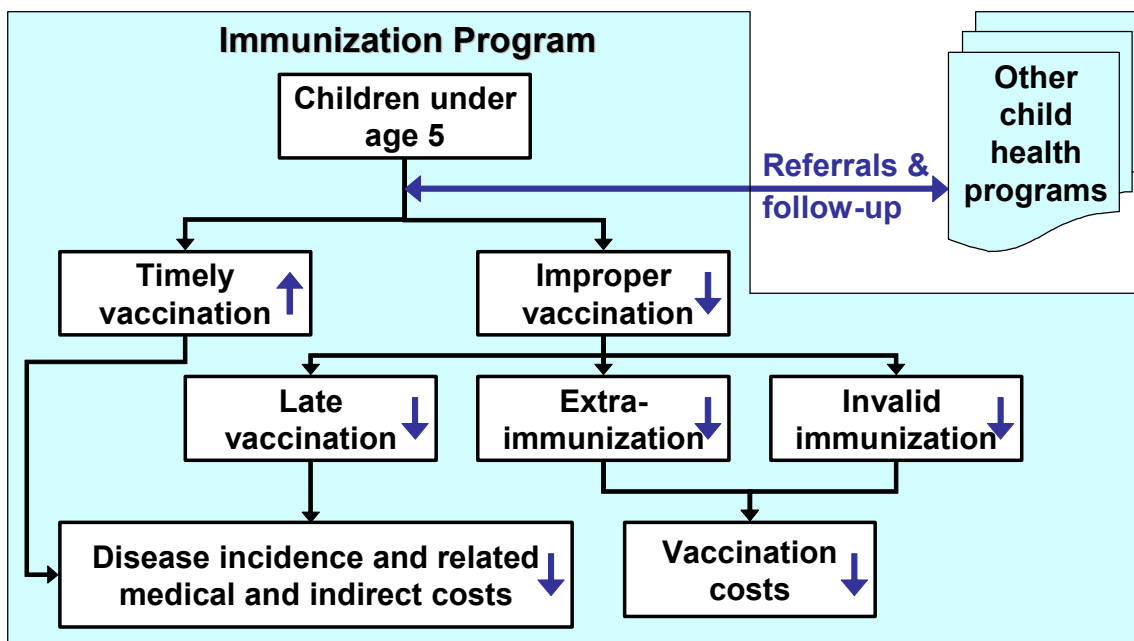 Immunization Program
Children under
age 5
Other
child
health
programs
Referrals &
follow-up
Timely
vaccination
Improper
vaccination
Late
vaccination
Extra-
immunization
Invalid
immunization
Disease incidence and related
medical and indirect costs
Vaccination
costs